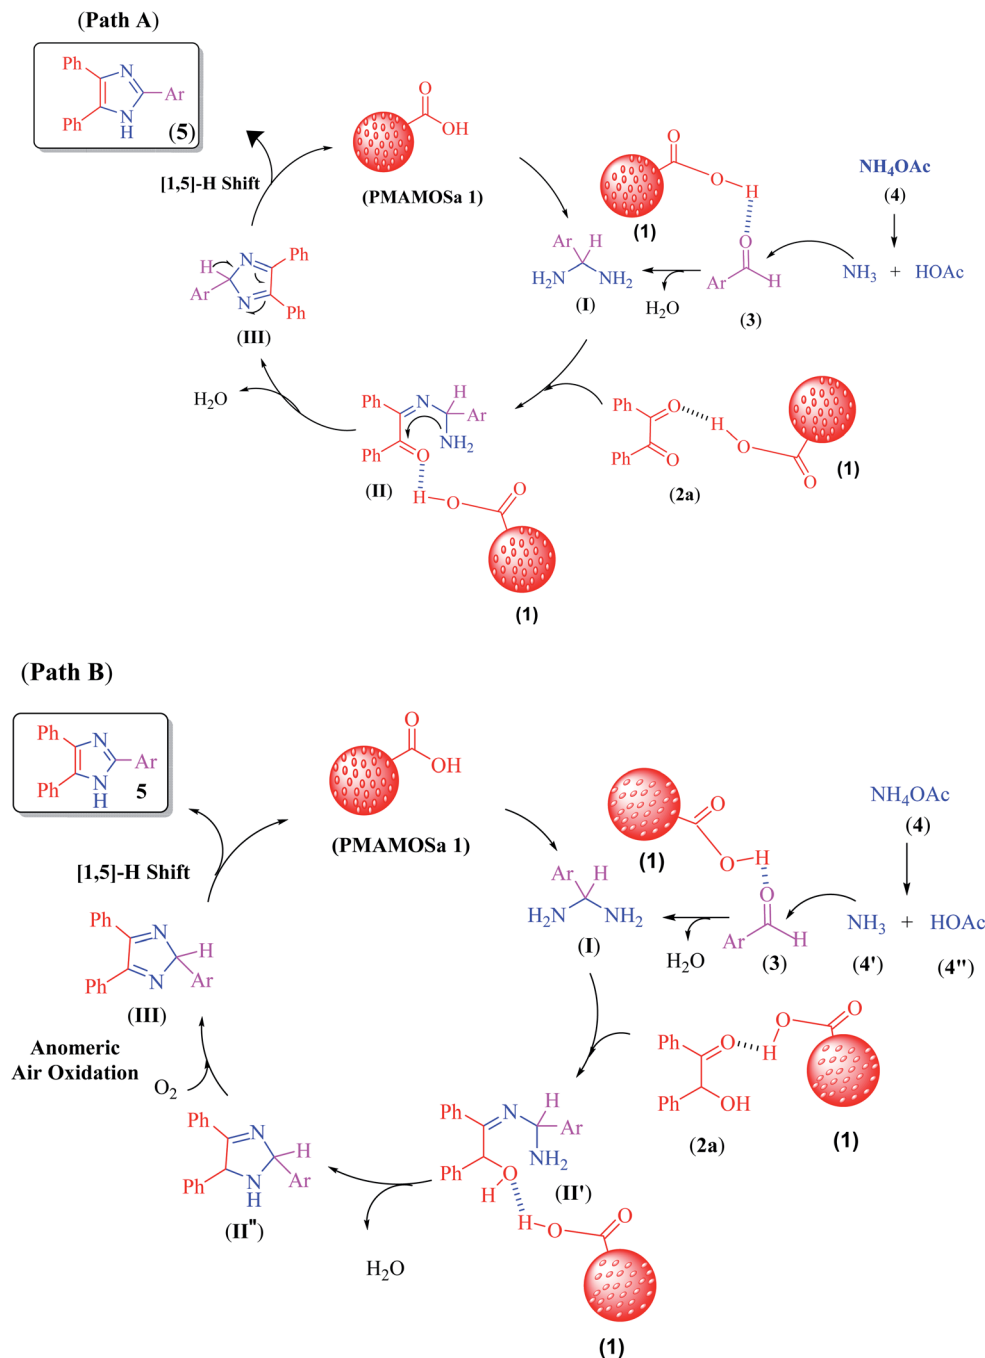 (Path A)
Ph
N
Ar
Ph
N
H
(5)
O
OH
(PMAMOSa 1)
[1,5]-H Shift
O
O
H
(1)
NH₄OAc
(4)
Ar
H
H₂N
NH₂
(I)
O
Ar
H
(3)
H₂O
NH₃ + HOAc
H
N
Ph
Ar
N
Ph
(III)
H₂O
Ph
N
H
Ar
Ph
O
NH₂
(II)
H
O
O
(1)
Ph
O
H
O
Ph
O
O
(2a)
(1)
(Path B)
Ph
N
Ar
Ph
N
H
5
O
OH
(PMAMOSa 1)
[1,5]-H Shift
O
O
H
(1)
NH₄OAc
(4)
Ar
H
H₂N
NH₂
(I)
O
Ar
H
(3)
H₂O
NH₃ + HOAc
(4')
(4'')
Ph
N
H
Ph
N
Ar
(III)
Anomeric
Air Oxidation
O₂
Ph
N
H
Ph
N
H
Ar
(II")
H₂O
Ph
N
H
Ar
NH₂
Ph
O
H
(II')
H
O
O
(1)
Ph
O
H
O
O
Ph
OH
(2a)
(1)